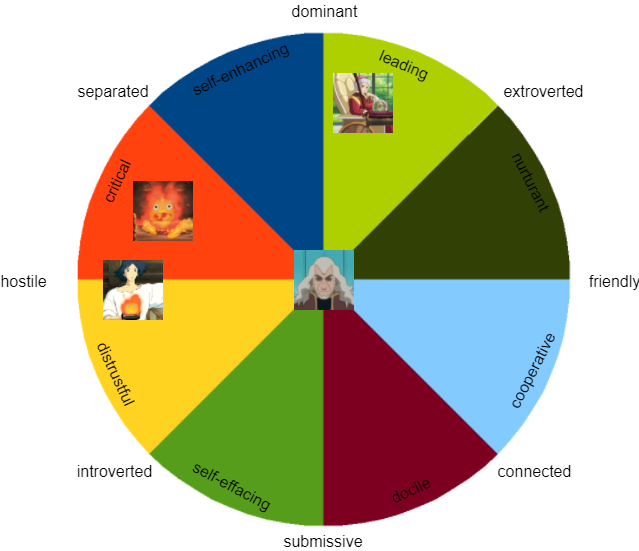 dominant
self-enhancing
leading
separated
extroverted
critical
nurturant
hostile
friendly
distrustful
cooperative
introverted
connected
self-effacing
docile
submissive